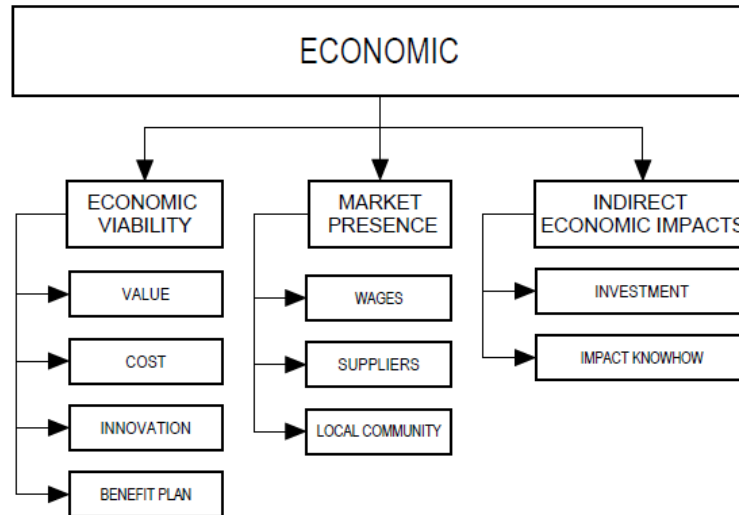 ECONOMIC
ECONOMIC
VIABILITY
VALUE
COST
INNOVATION
BENEFIT PLAN
MARKET
PRESENCE
WAGES
SUPPLIERS
LOCAL COMMUNITY
INDIRECT
ECONOMIC IMPACTS
INVESTMENT
IMPACT KNOWHOW